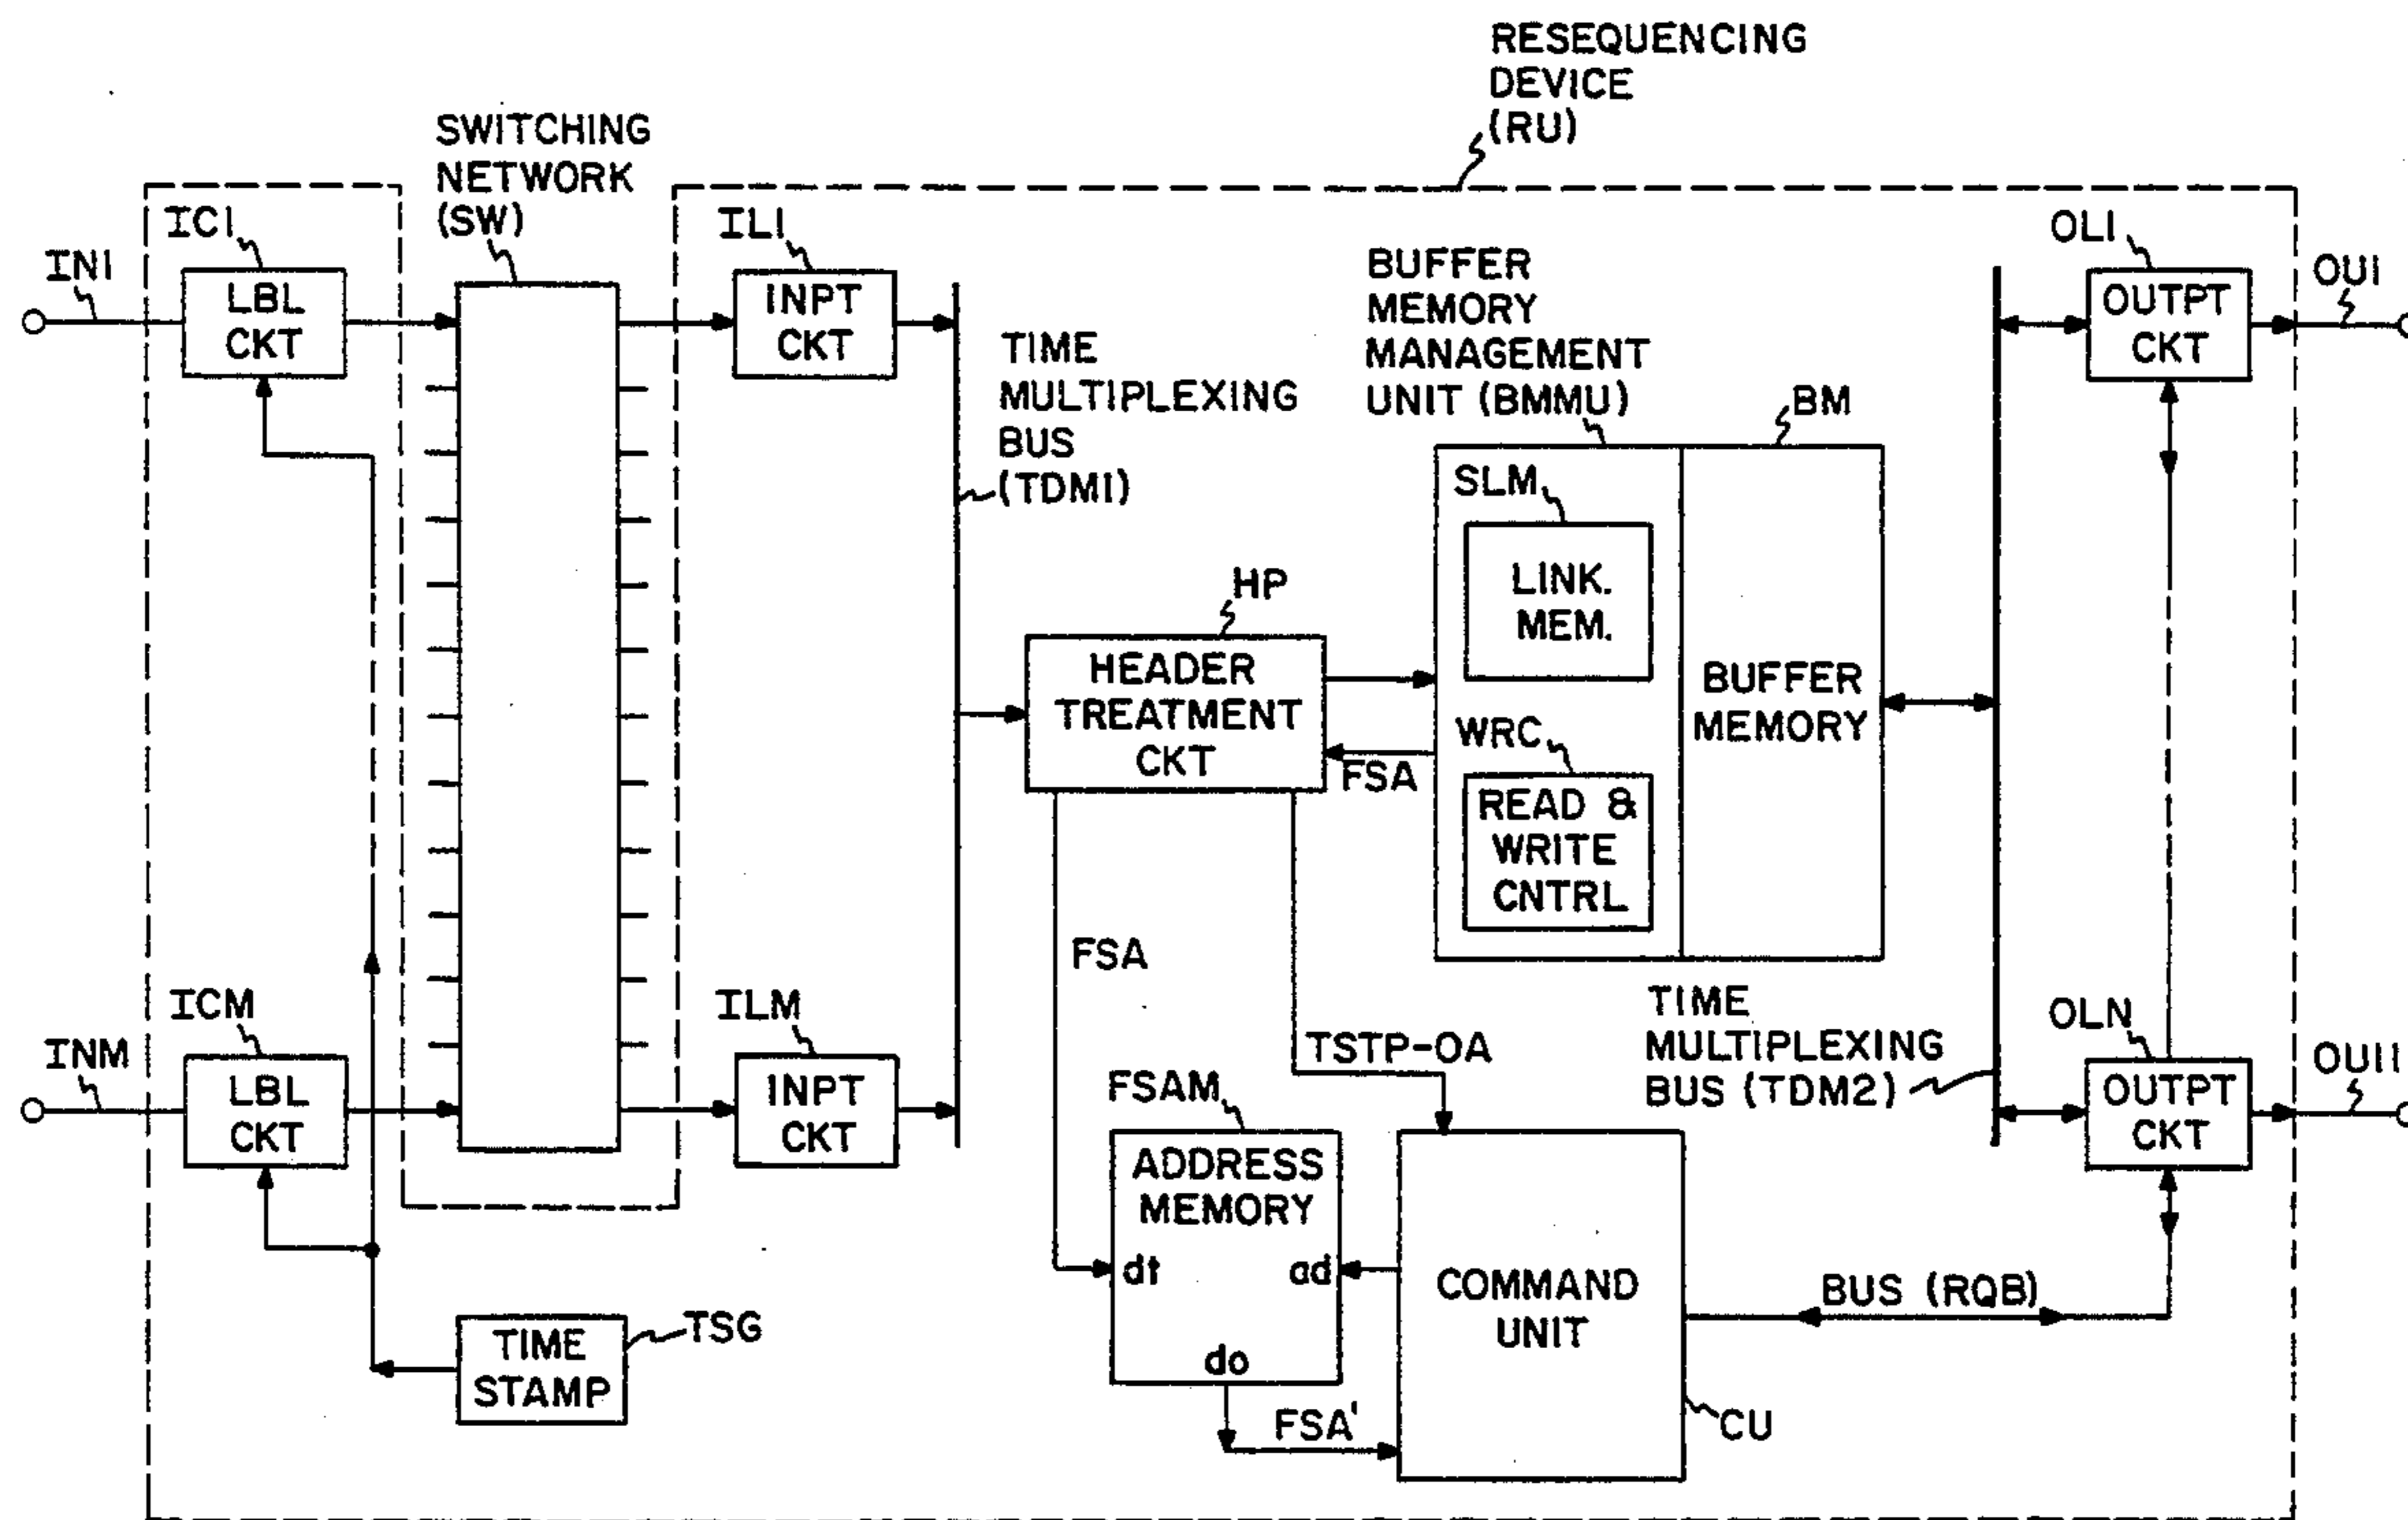 RESEQUENCING
DEVICE
(RU)
SWITCHING
NETWORK
(SW)
IC1
IL1
OL1
IN1
OU1
LBL
CKT
INPT
CKT
BUFFER
MEMORY
MANAGEMENT
UNIT (BMMU)
OUTPT
CKT
TIME
MULTIPLEXING
BUS
(TDM1)
BM
SLM
LINK.
MEM.
HP
HEADER
TREATMENT
CKT
BUFFER
MEMORY
WRC
FSA
READ &
WRITE
CNTRL
FSA
ICM
ILM
TIME
MULTIPLEXING
BUS (TDM2)
OLN
INM
OU11
LBL
CKT
INPT
CKT
TSTP-OA
FSAM
OUTPT
CKT
ADDRESS
MEMORY
dt
ad
do
COMMAND
UNIT
BUS (RQB)
TIME
STAMP
TSG
FSA'
CU